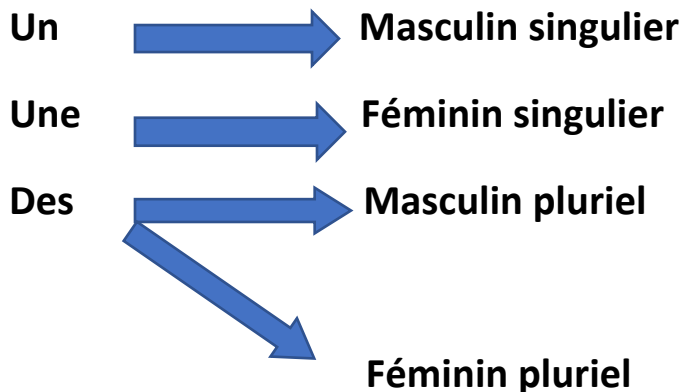 Un Masculin singulier
Une Féminin singulier
Des Masculin pluriel
Féminin pluriel